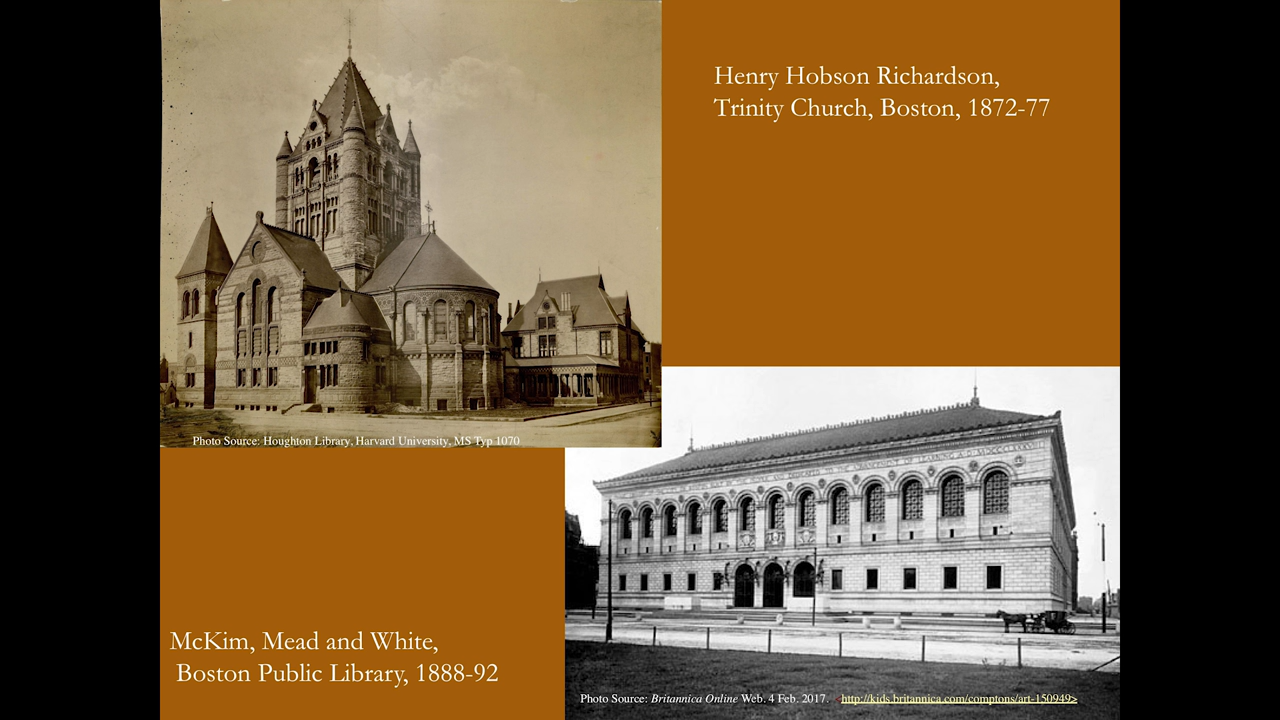 Henry Hobson Richardson,
Trinity Church, Boston, 1872-77
Photo Source: Houghton Library, Harvard University, MS Typ 1070
McKim, Mead and White,
Boston Public Library, 1888-92
Photo Source: Britannica Online Web. 4 Feb. 2017. <http://kids.britannica.com/comptons/art-150949>